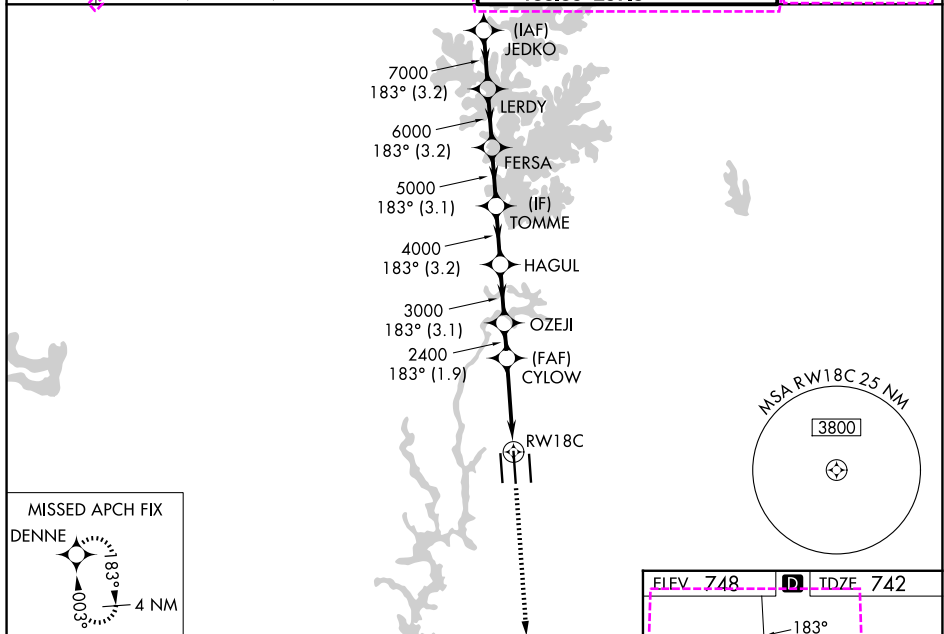 (IAF)
JEDKO
7000
183° (3.2)
LERDY
6000
183° (3.2)
FERSA
5000
183° (3.1)
(IF)
TOMME
4000
183° (3.2)
HAGUL
3000
183° (3.1)
OZEJI
2400
183° (1.9)
(FAF)
CYLOW
RW18C
MSA RW18C 25 NM
3800
MISSED APCH FIX
DENNE
183°
003°
4 NM
ELEV 748 D TDZE 742
183°